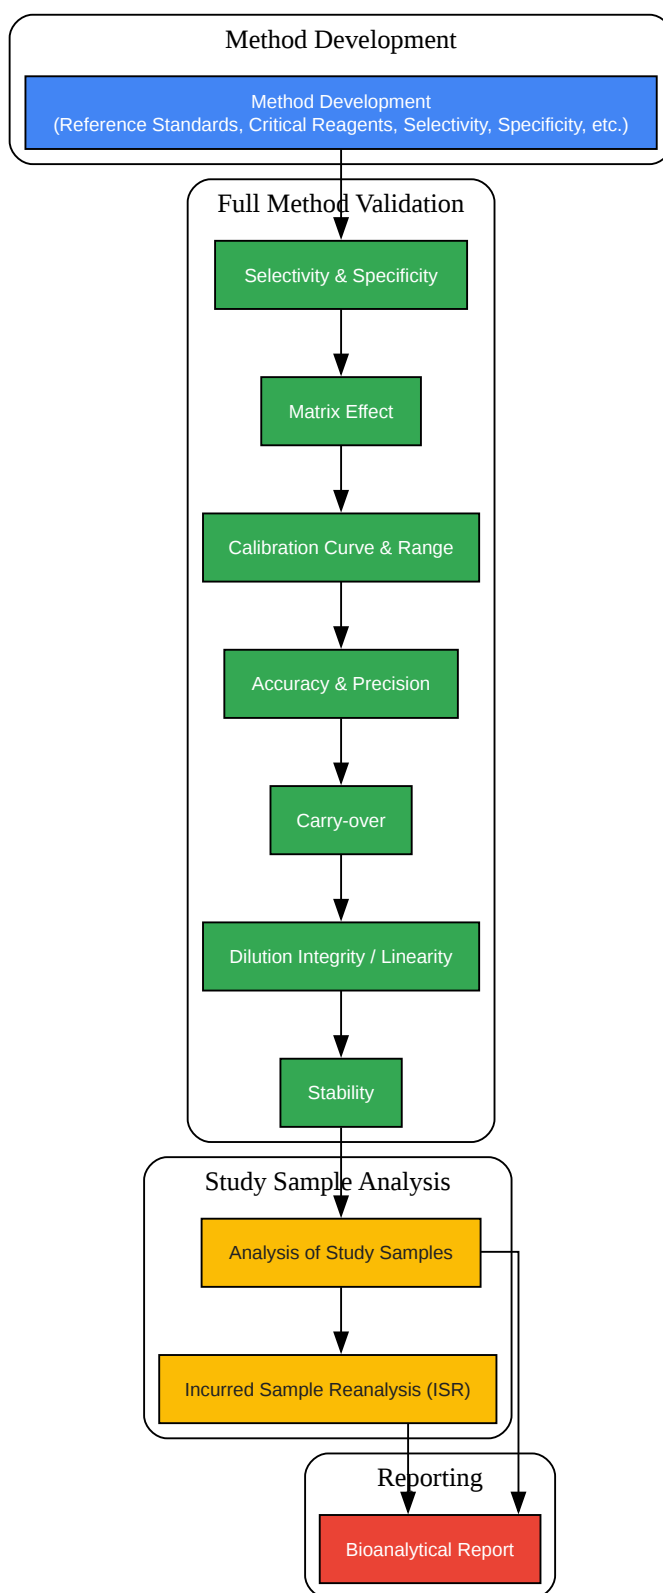 Method Development
Method Development
(Reference Standards, Critical Reagents, Selectivity, Specificity, etc.)
Full Method Validation
Selectivity & Specificity
Matrix Effect
Calibration Curve & Range
Accuracy & Precision
Carry-over
Dilution Integrity / Linearity
Stability
Study Sample Analysis
Analysis of Study Samples
Incurred Sample Reanalysis (ISR)
Reporting
Bioanalytical Report